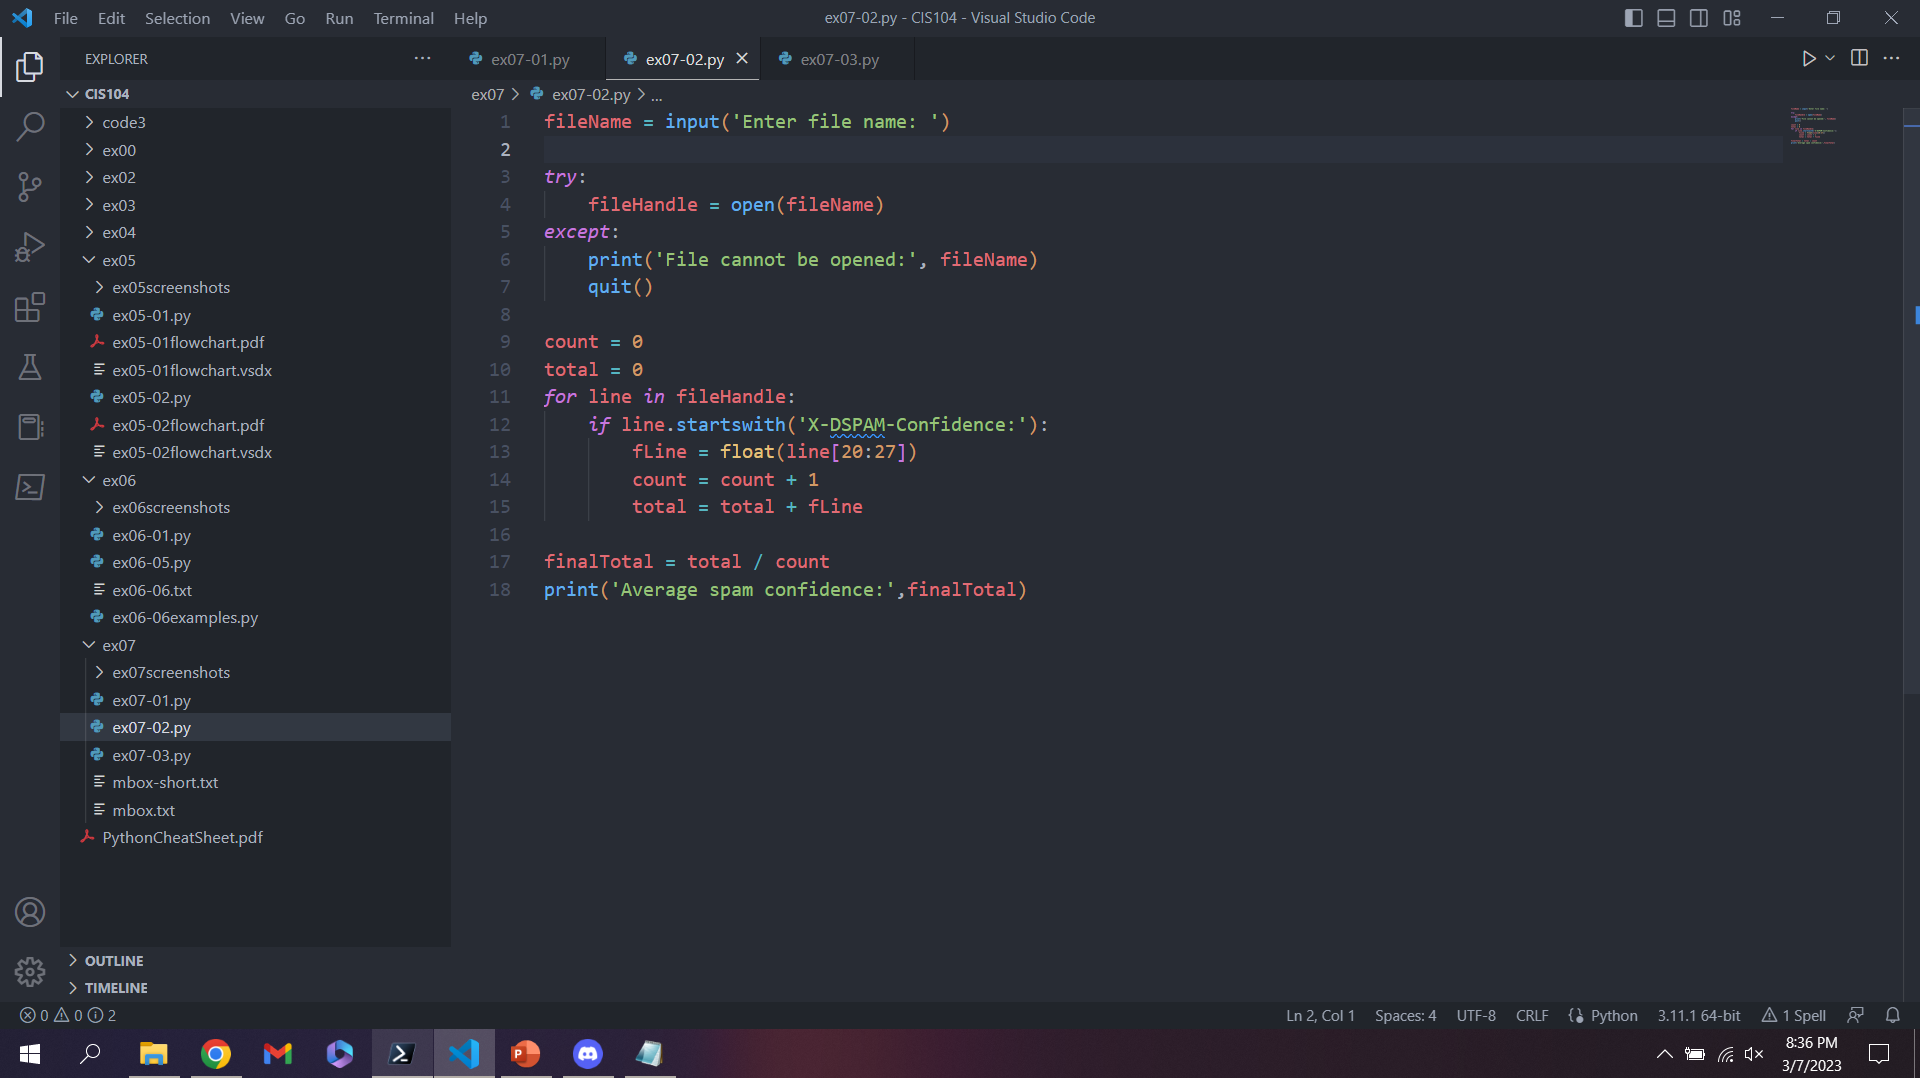 File Edit Selection View Go Run Terminal Help
ex07-02.py - CIS104 - Visual Studio Code
EXPLORER
ex07-01.py
ex07-02.py
ex07-03.py
CIS104
code3
ex00
ex02
ex03
ex04
ex05
ex05screenshots
ex05-01.py
ex05-01flowchart.pdf
ex05-01flowchart.vsdx
ex05-02.py
ex05-02flowchart.pdf
ex05-02flowchart.vsdx
ex06
ex06screenshots
ex06-01.py
ex06-05.py
ex06-06.txt
ex06-06examples.py
ex07
ex07screenshots
ex07-01.py
ex07-02.py
ex07-03.py
mbox-short.txt
mbox.txt
PythonCheatSheet.pdf
OUTLINE
TIMELINE
ex07 > ex07-02.py > ...
1 fileName = input('Enter file name: ')
2
3 try:
4     fileHandle = open(fileName)
5 except:
6     print('File cannot be opened:', fileName)
7     quit()
8
9 count = 0
10 total = 0
11 for line in fileHandle:
12     if line.startswith('X-DSPAM-Confidence:'):
13         fLine = float(line[20:27])
14         count = count + 1
15         total = total + fLine
16
17 finalTotal = total / count
18 print('Average spam confidence:',finalTotal)
0 0 2
Ln 2, Col 1 Spaces: 4 UTF-8 CRLF Python 3.11.1 64-bit 1 Spell
8:36 PM
3/7/2023